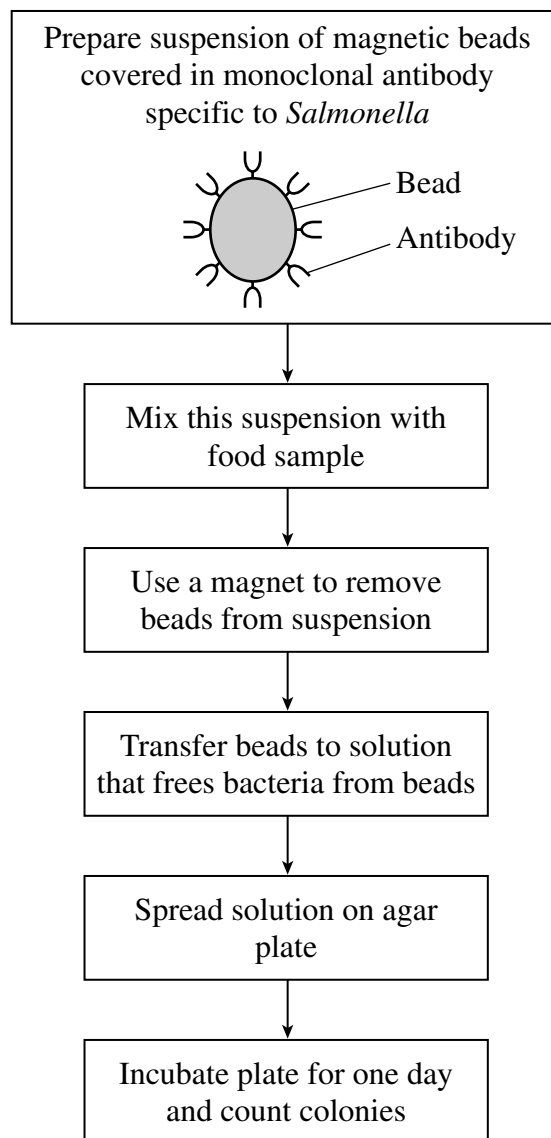 Prepare suspension of magnetic beads
covered in monoclonal antibody
specific to Salmonella
Bead
Antibody
Mix this suspension with
food sample
Use a magnet to remove
beads from suspension
Transfer beads to solution
that frees bacteria from beads
Spread solution on agar
plate
Incubate plate for one day
and count colonies